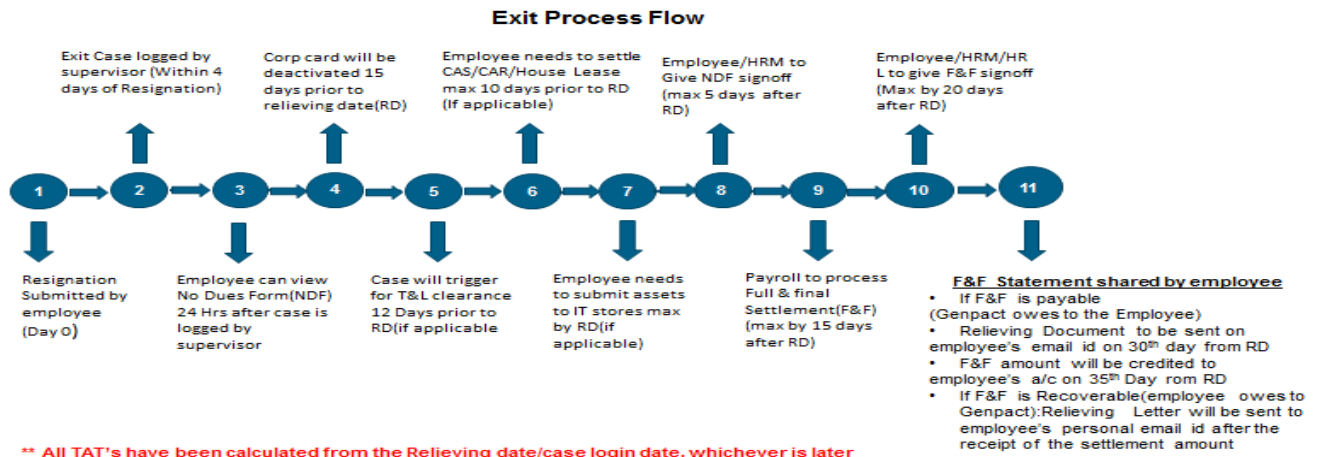 Exit Process Flow
Exit Case logged by
supervisor (Within 4
days of Resignation)
Corp card will be
deactivated 15
days prior to
relieving date(RD)
Employee needs to settle
CAS/CAR/House Lease
max 10 days prior to RD
(If applicable)
Employee/HRM to
Give NDF signoff
(max 5 days after
RD)
Employee/HRM/HR
L to give F&F signoff
(Max by 20 days
after RD)
1
2
3
4
5
6
7
8
9
10
11
Resignation
Submitted by
employee
(Day 0)
Employee can view
No Dues Form(NDF)
24 Hrs after case is
logged by
supervisor
Case will trigger
for T&L clearance
12 Days prior to
RD(if applicable
Employee needs
to submit assets
to IT stores max
by RD(if
applicable)
Payroll to process
Full & final
Settlement(F&F)
(max by 15 days
after RD)
F&F Statement shared by employee
• If F&F is payable
(Genpact owes to the Employee)
• Relieving Document to be sent on
employee's email id on 30th day from RD
• F&F amount will be credited to
employee's a/c on 35th Day rom RD
• If F&F is Recoverable(employee owes to
Genpact):Relieving Letter will be sent to
employee's personal email id after the
receipt of the settlement amount
** All TAT's have been calculated from the Relieving date/case login date, whichever is later